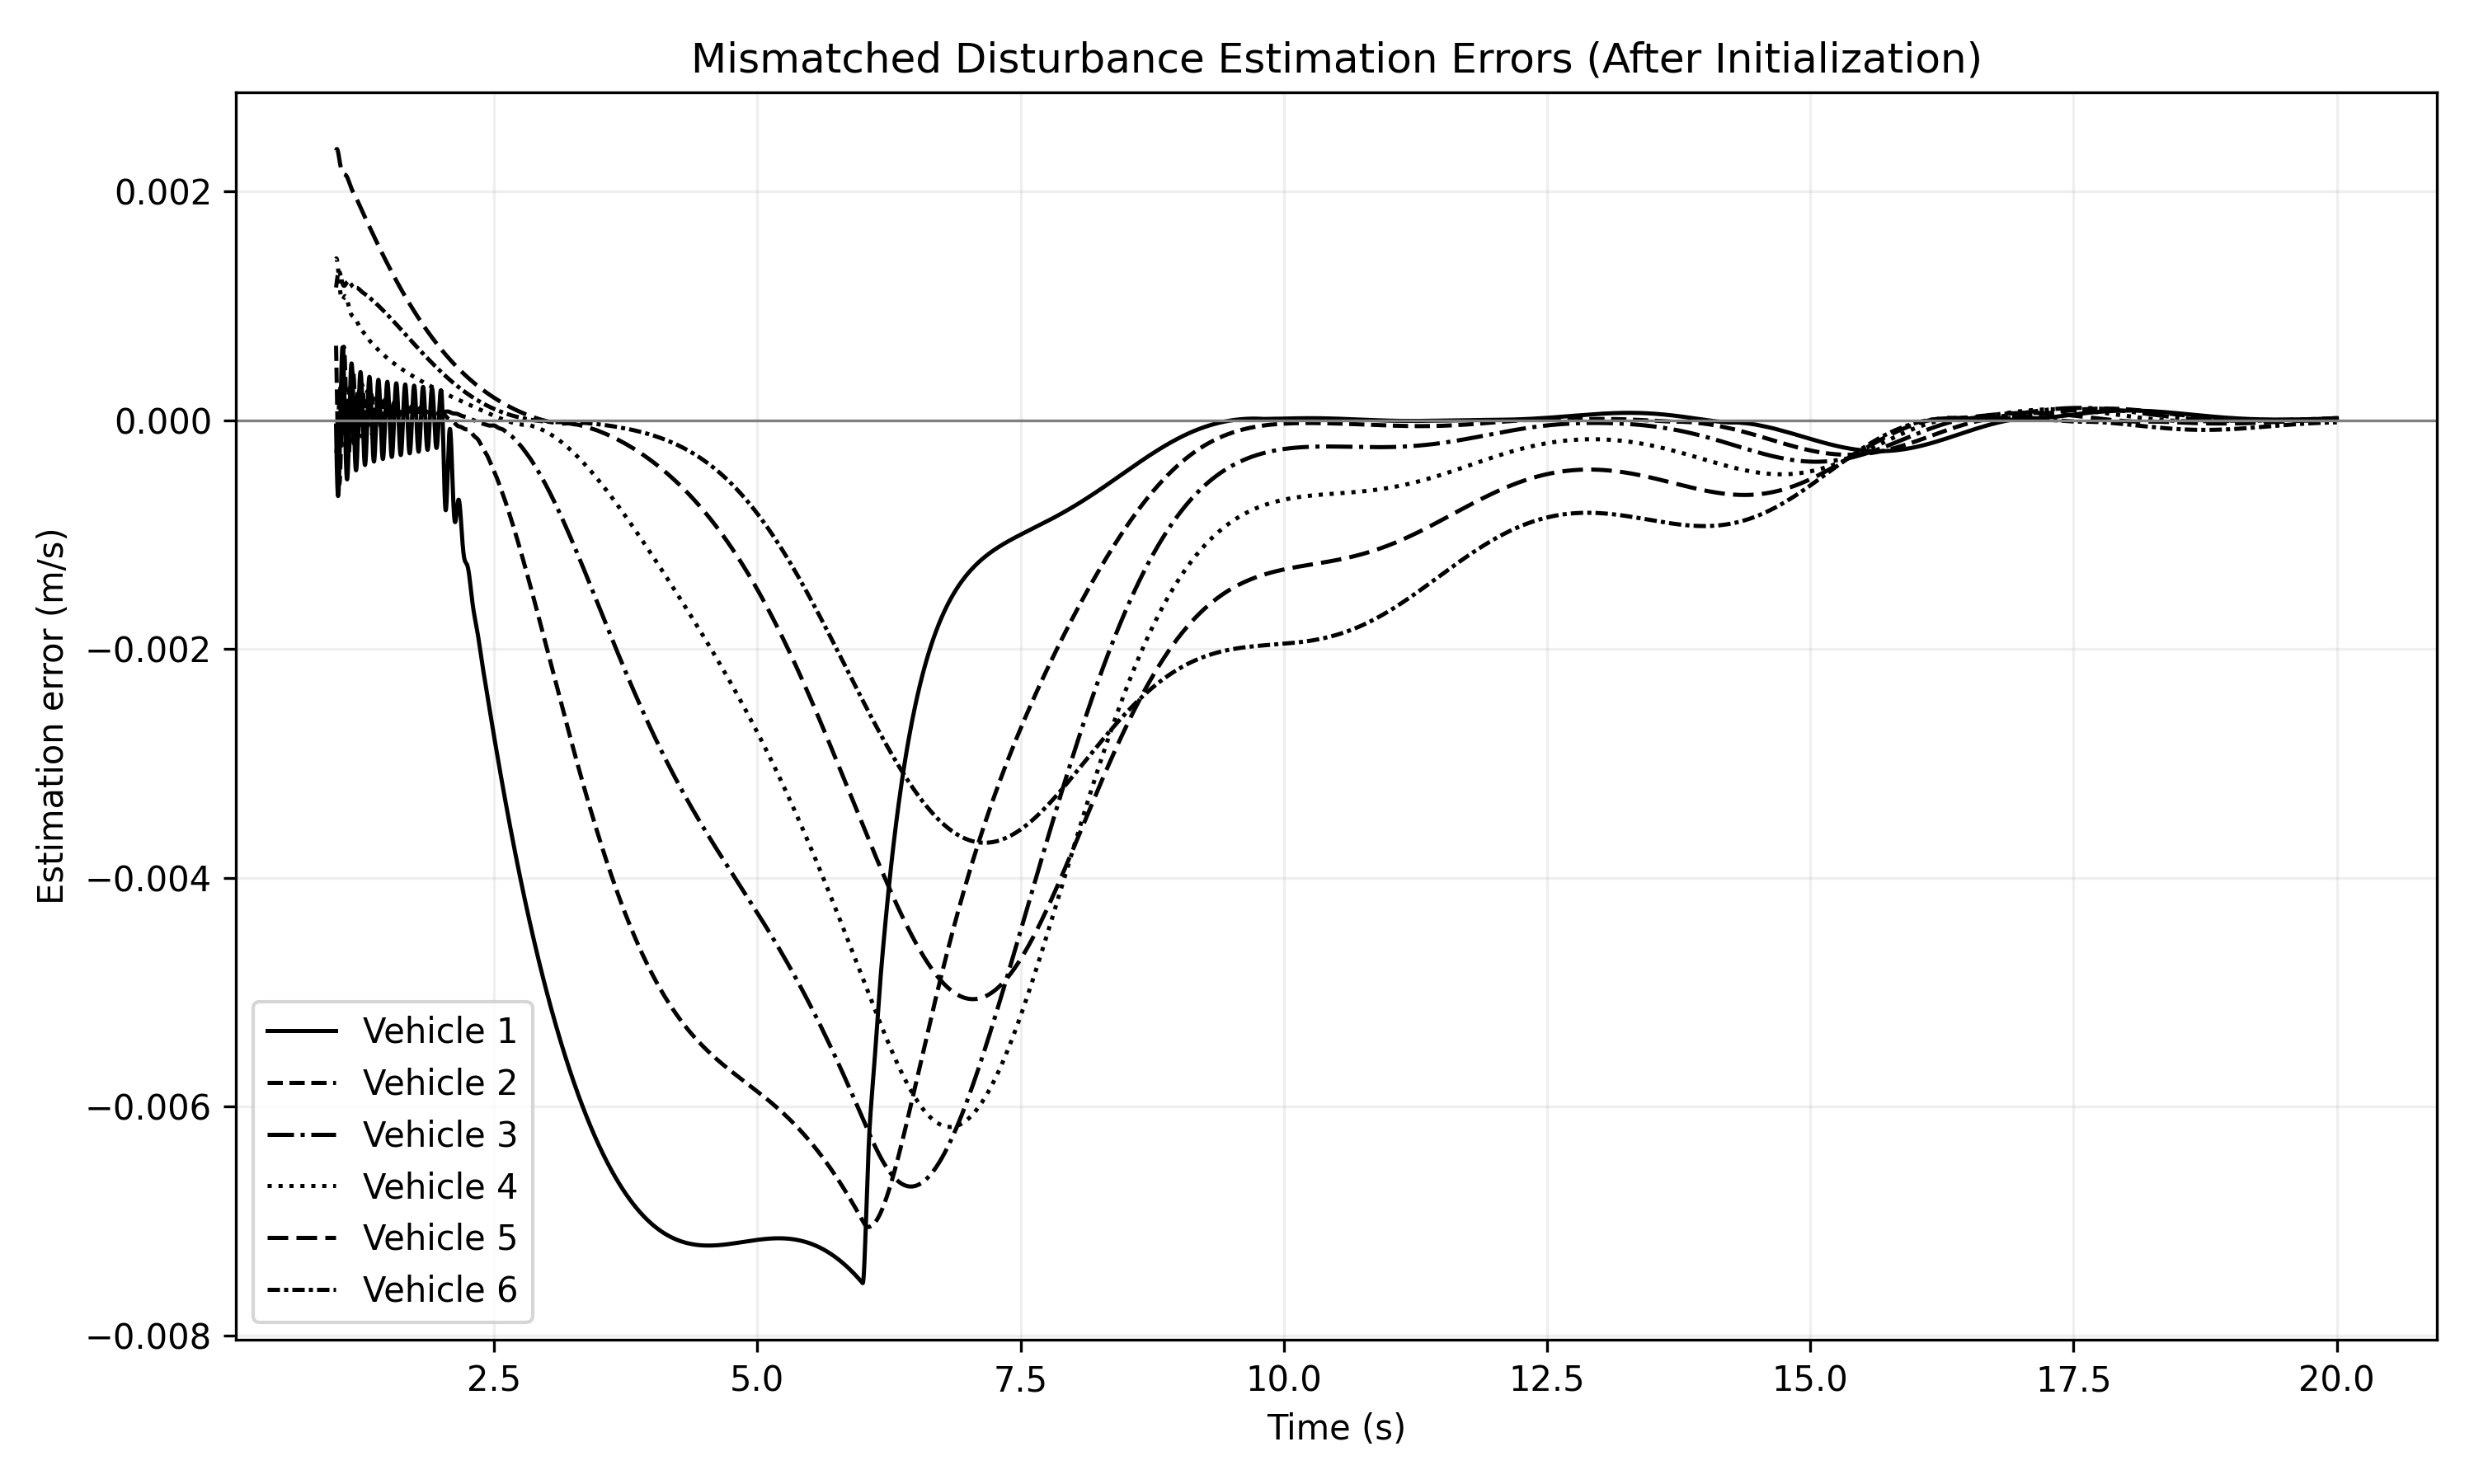 Mismatched Disturbance Estimation Errors (After Initialization)
Estimation error (m/s)
0.002
0.000
−0.002
−0.004
−0.006
−0.008
Vehicle 1
Vehicle 2
Vehicle 3
Vehicle 4
Vehicle 5
Vehicle 6
2.5 5.0 7.5 10.0 12.5 15.0 17.5 20.0
Time (s)